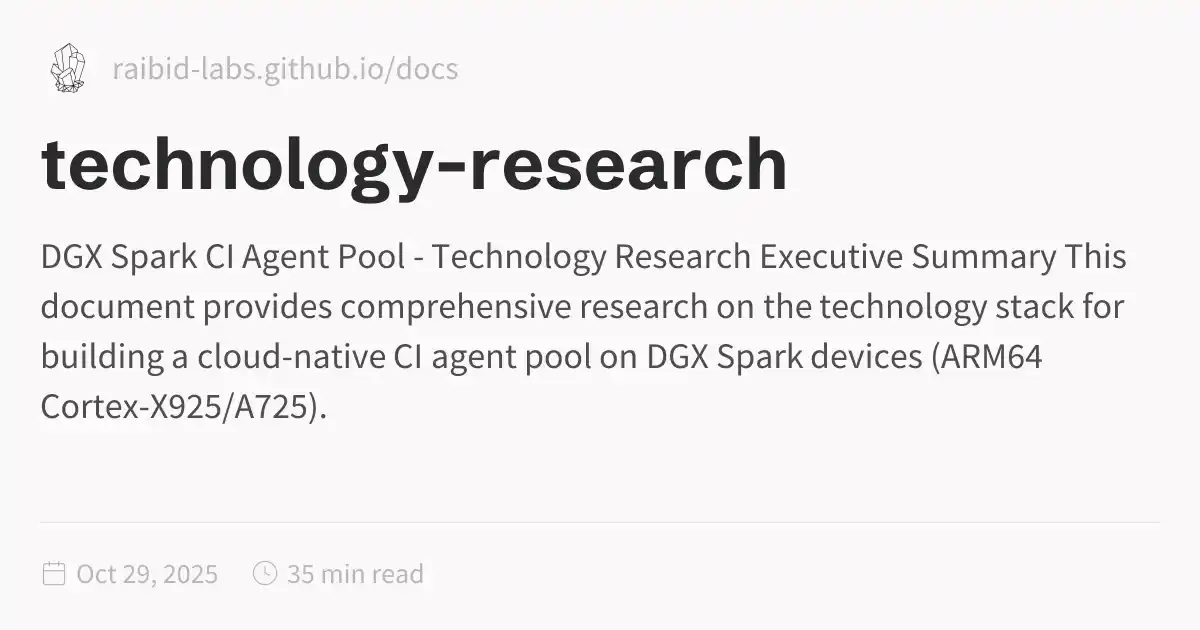 raibid-labs.github.io/docs
technology-research
DGX Spark CI Agent Pool - Technology Research Executive Summary This
document provides comprehensive research on the technology stack for
building a cloud-native CI agent pool on DGX Spark devices (ARM64
Cortex-X925/A725).
Oct 29, 2025 35 min read